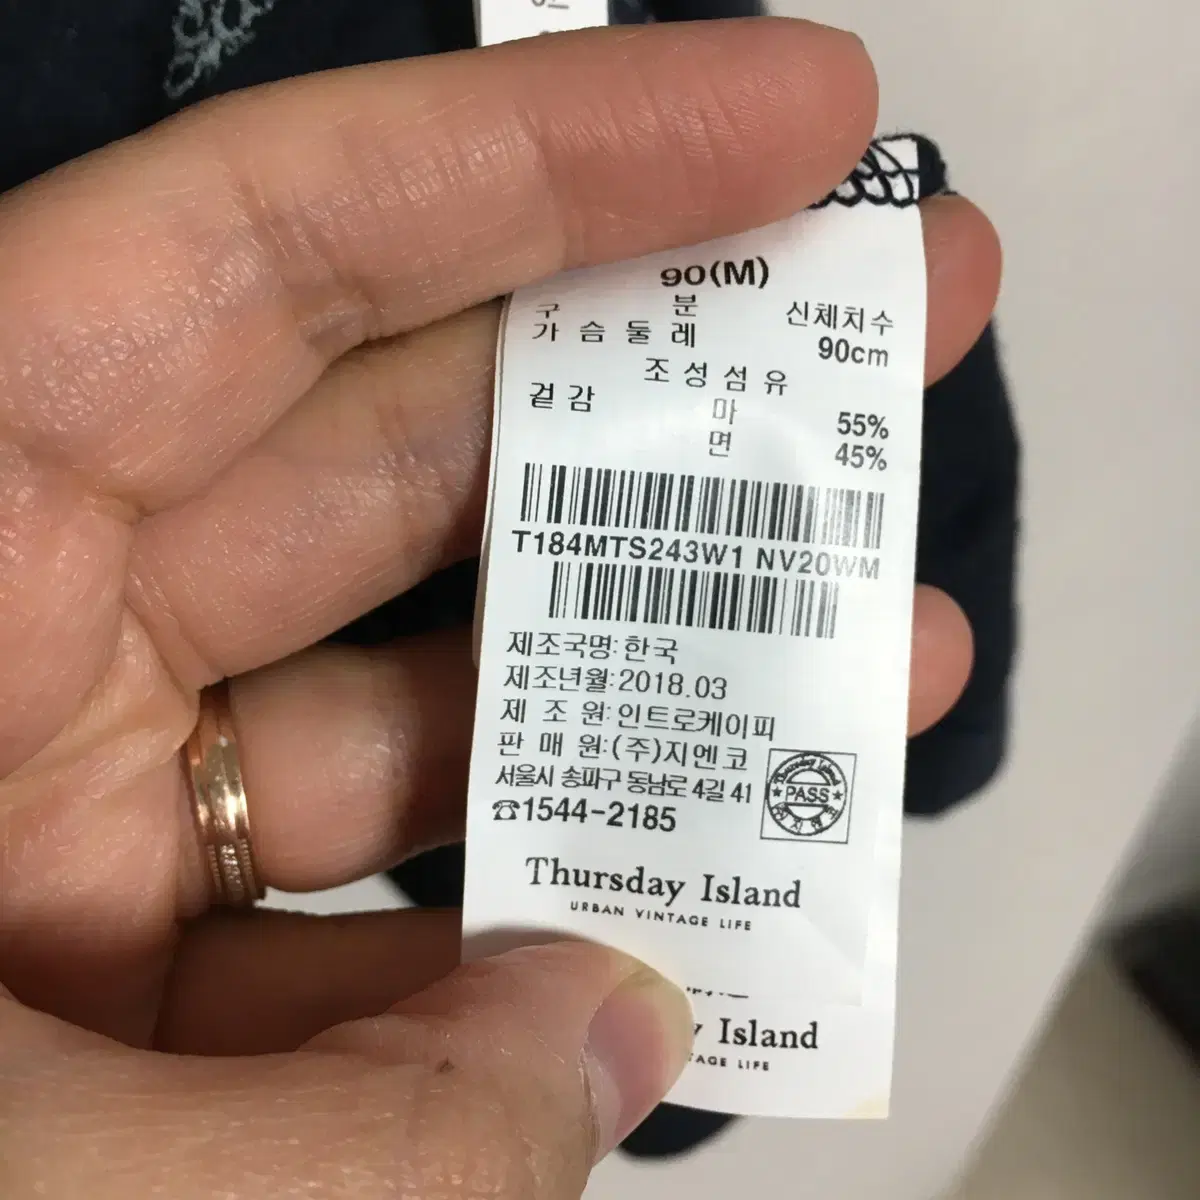 90(M)
구 분 신체치수
가 슴 둘 레 90cm
조 성 섬 유
겉 감 마 55%
면 45%
T184MTS243W1 NV20WM
제조국명:한국
제조년월:2018.03
제 조 원:인트로케이피
판 매 원:(주)지엔코
서울시 송파구 동남로 4길 41
☎1544-2185
Thursday Island
PASS
Thursday Island
URBAN VINTAGE LIFE
Island
LIFE